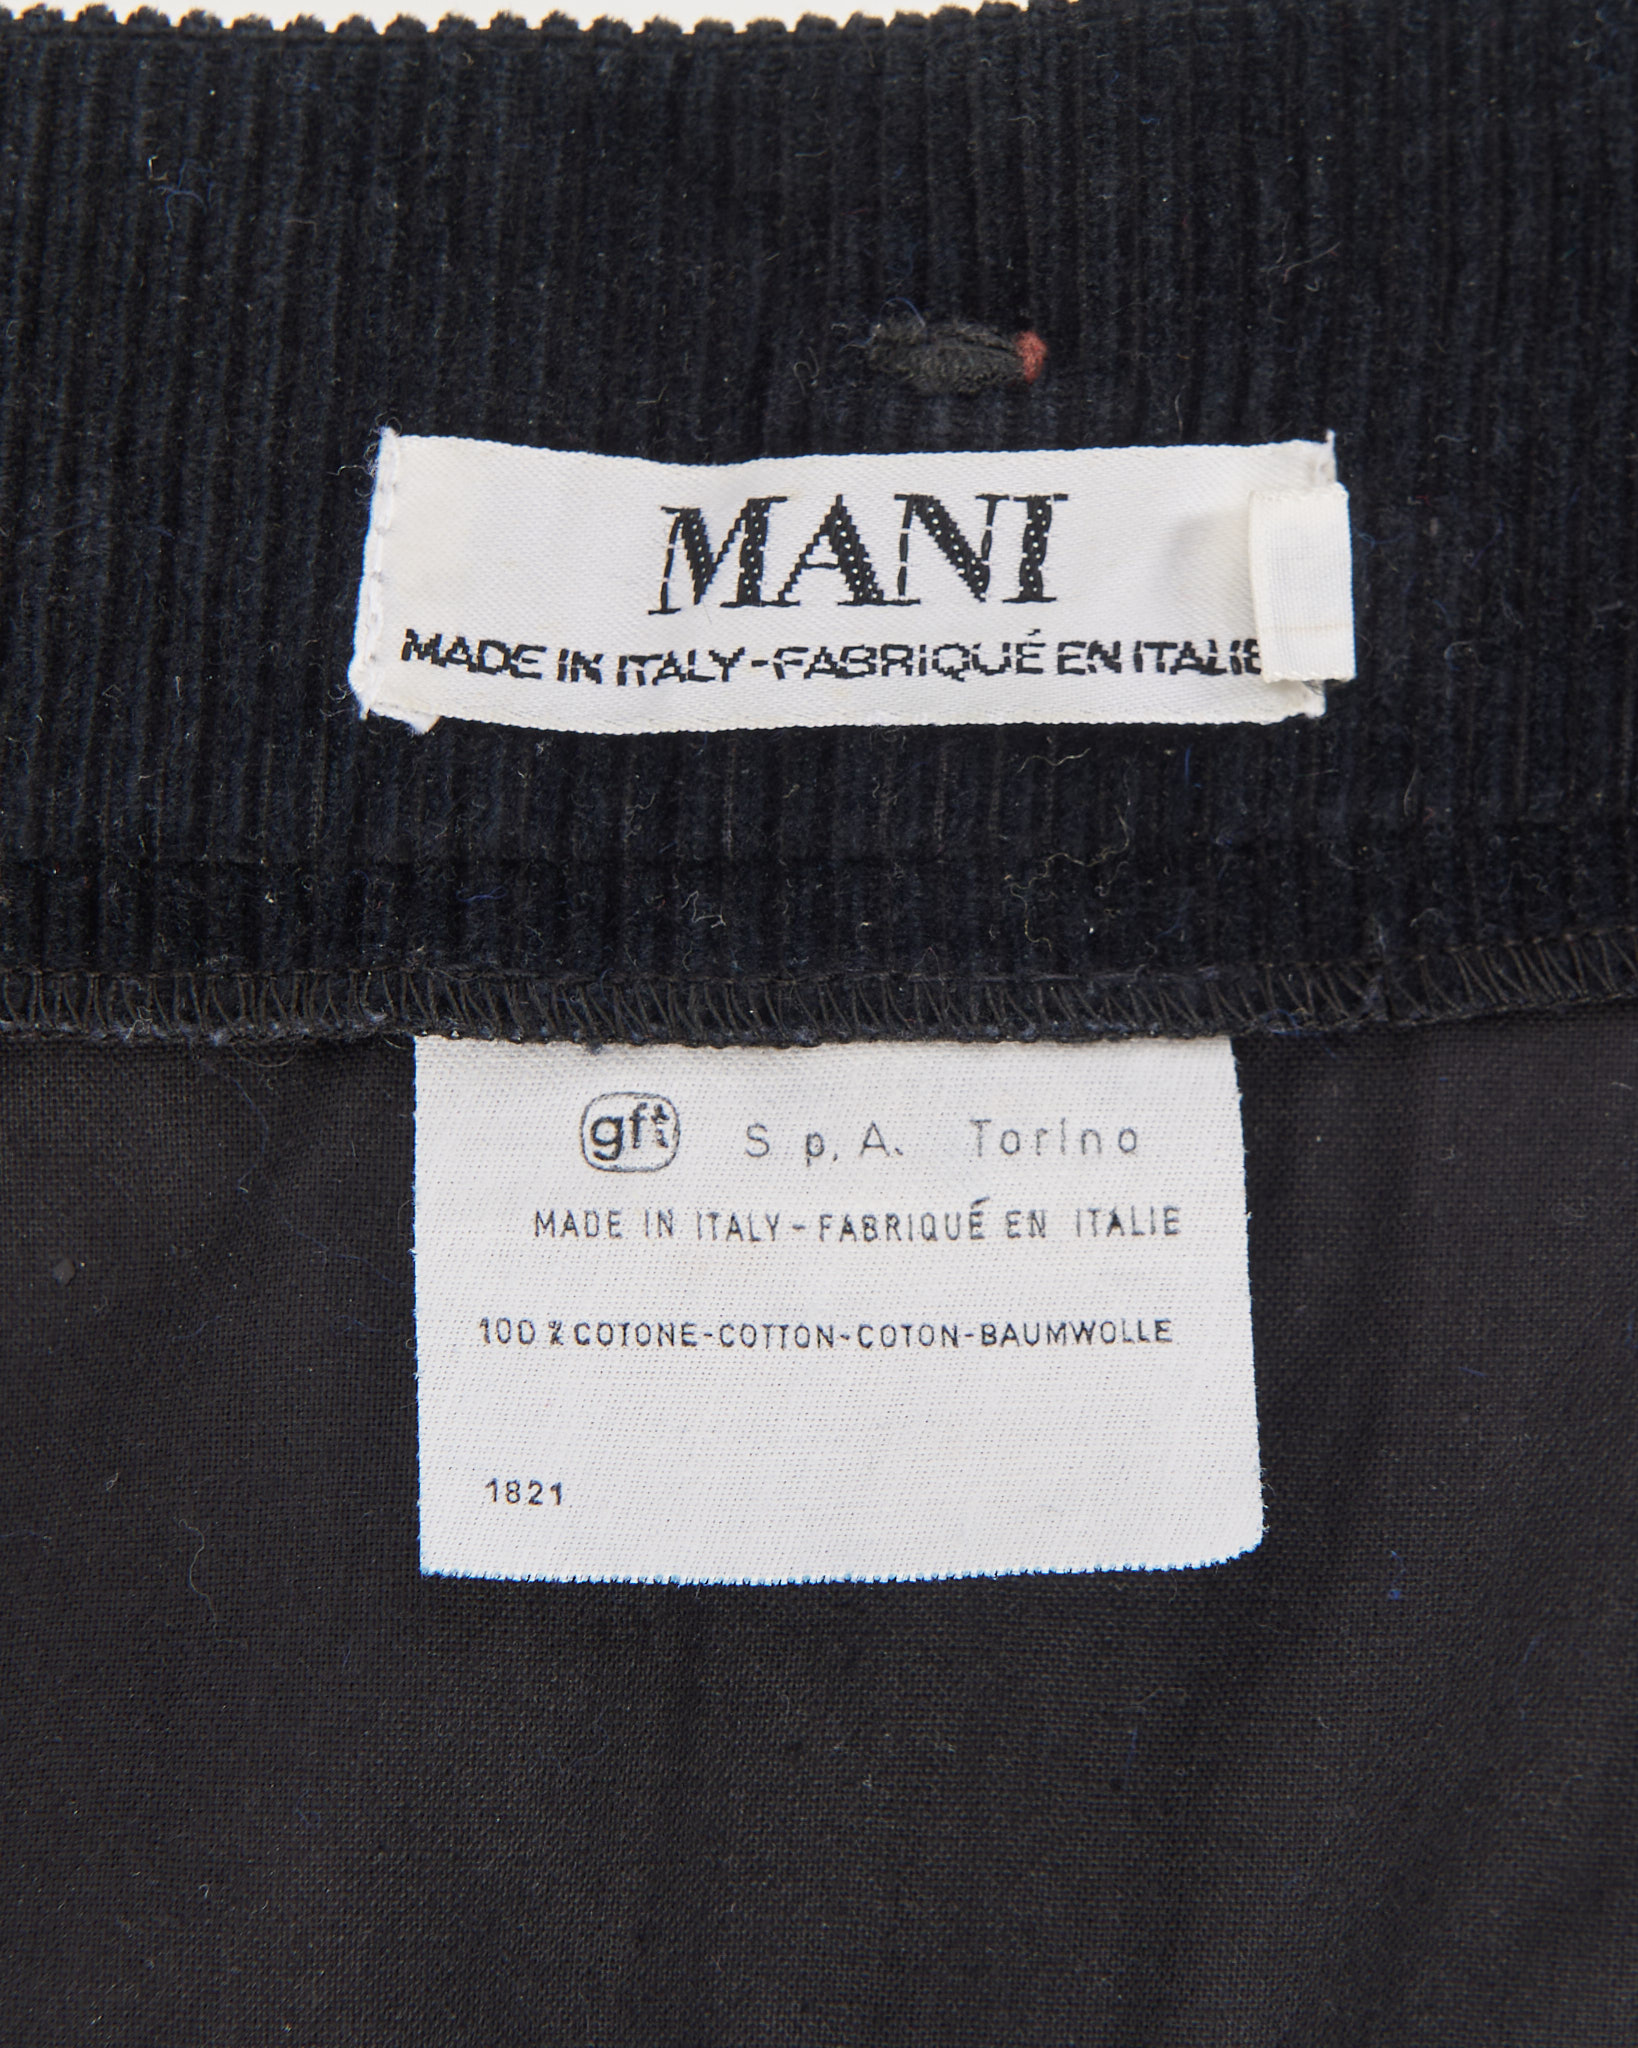 MANI
MADE IN ITALY-FABRIQUÉ EN ITALIE
gft S.p.A. Torino
MADE IN ITALY-FABRIQUÉ EN ITALIE
100% COTONE-COTTON-COTON-BAUMWOLLE
1821